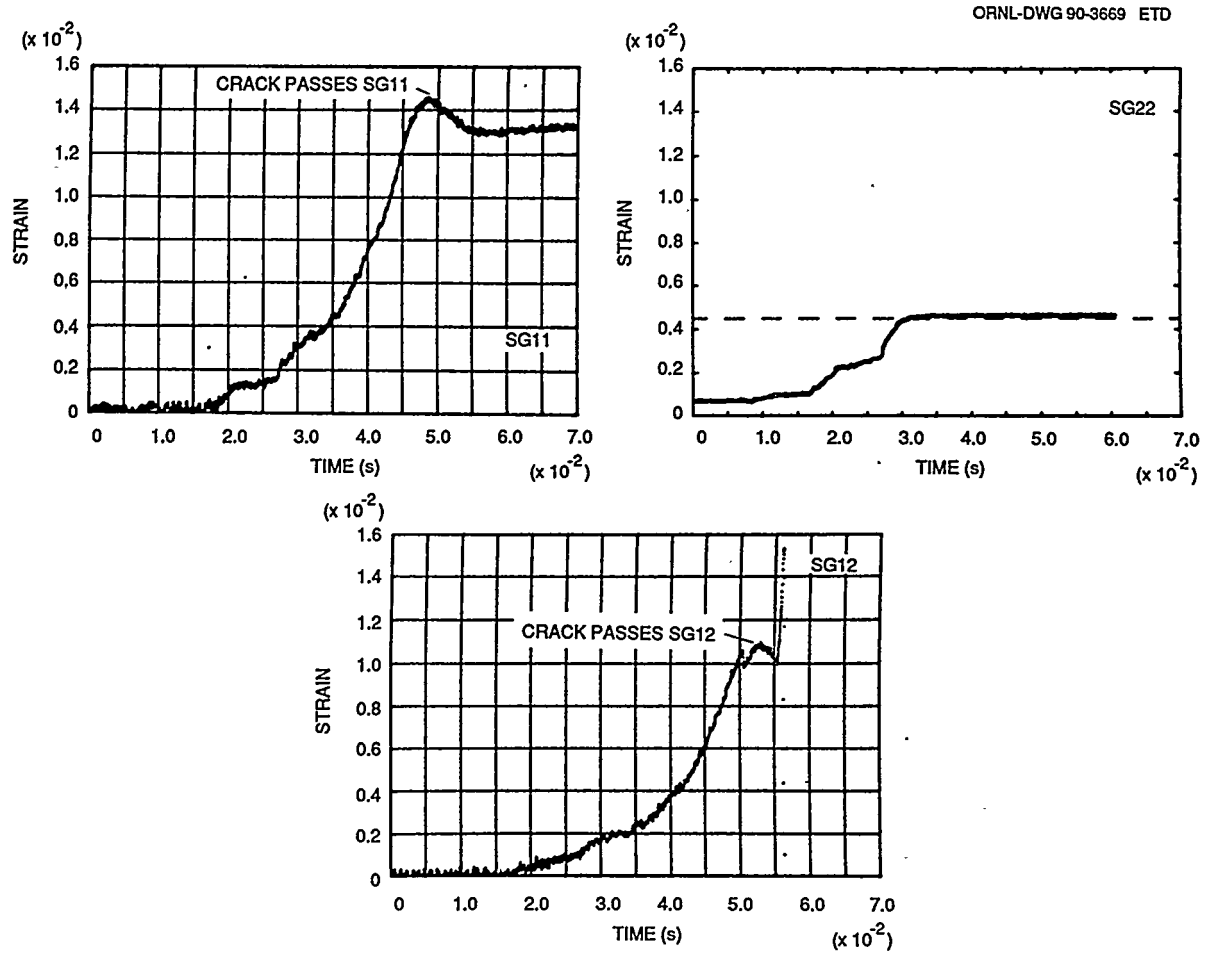 ORNL-DWG 90-3669 ETD
(x 10-2)
1.6
1.4
1.2
1.0
0.8
0.6
0.4
0.2
0
STRAIN
CRACK PASSES SG11
SG11
0 1.0 2.0 3.0 4.0 5.0 6.0 7.0
TIME (s)
(x 10-2)
(x 10-2)
1.6
1.4
1.2
1.0
0.8
0.6
0.4
0.2
0
STRAIN
SG22
0 1.0 2.0 3.0 4.0 5.0 6.0 7.0
TIME (s)
(x 10-2)
(x 10-2)
1.6
1.4
1.2
1.0
0.8
0.6
0.4
0.2
0
STRAIN
SG12
CRACK PASSES SG12
0 1.0 2.0 3.0 4.0 5.0 6.0 7.0
TIME (s)
(x 10-2)